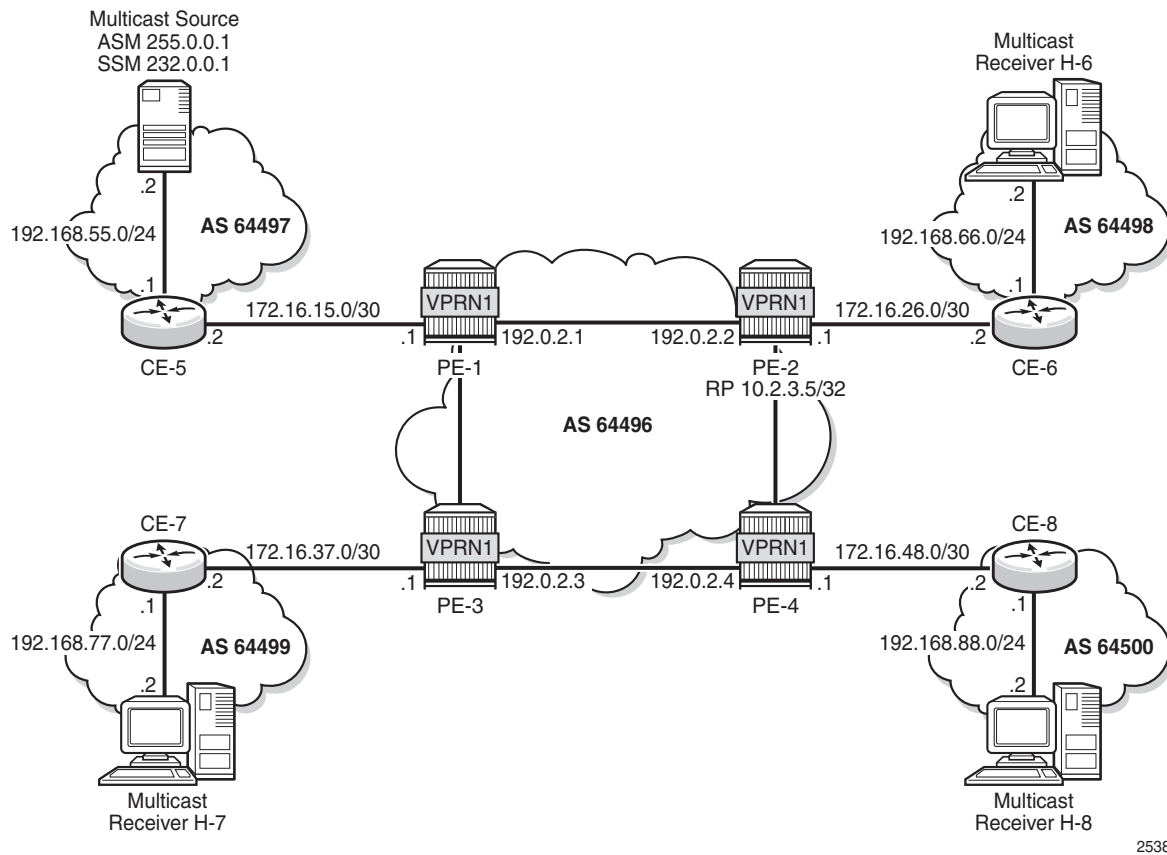 Multicast Source
ASM 255.0.0.1
SSM 232.0.0.1
Multicast
Receiver H-6
.2
192.168.55.0/24
AS 64497
.1
172.16.15.0/30
.2
CE-5
VPRN1
.1
192.0.2.1
PE-1
VPRN1
192.0.2.2
.1
PE-2
RP 10.2.3.5/32
.2
192.168.66.0/24
AS 64498
.1
172.16.26.0/30
.2
CE-6
AS 64496
CE-7
172.16.37.0/30
.2
.1
192.168.77.0/24
AS 64499
.2
Multicast
Receiver H-7
VPRN1
.1
192.0.2.3
PE-3
VPRN1
192.0.2.4
.1
PE-4
CE-8
172.16.48.0/30
.2
.1
192.168.88.0/24
AS 64500
.2
Multicast
Receiver H-8
2538